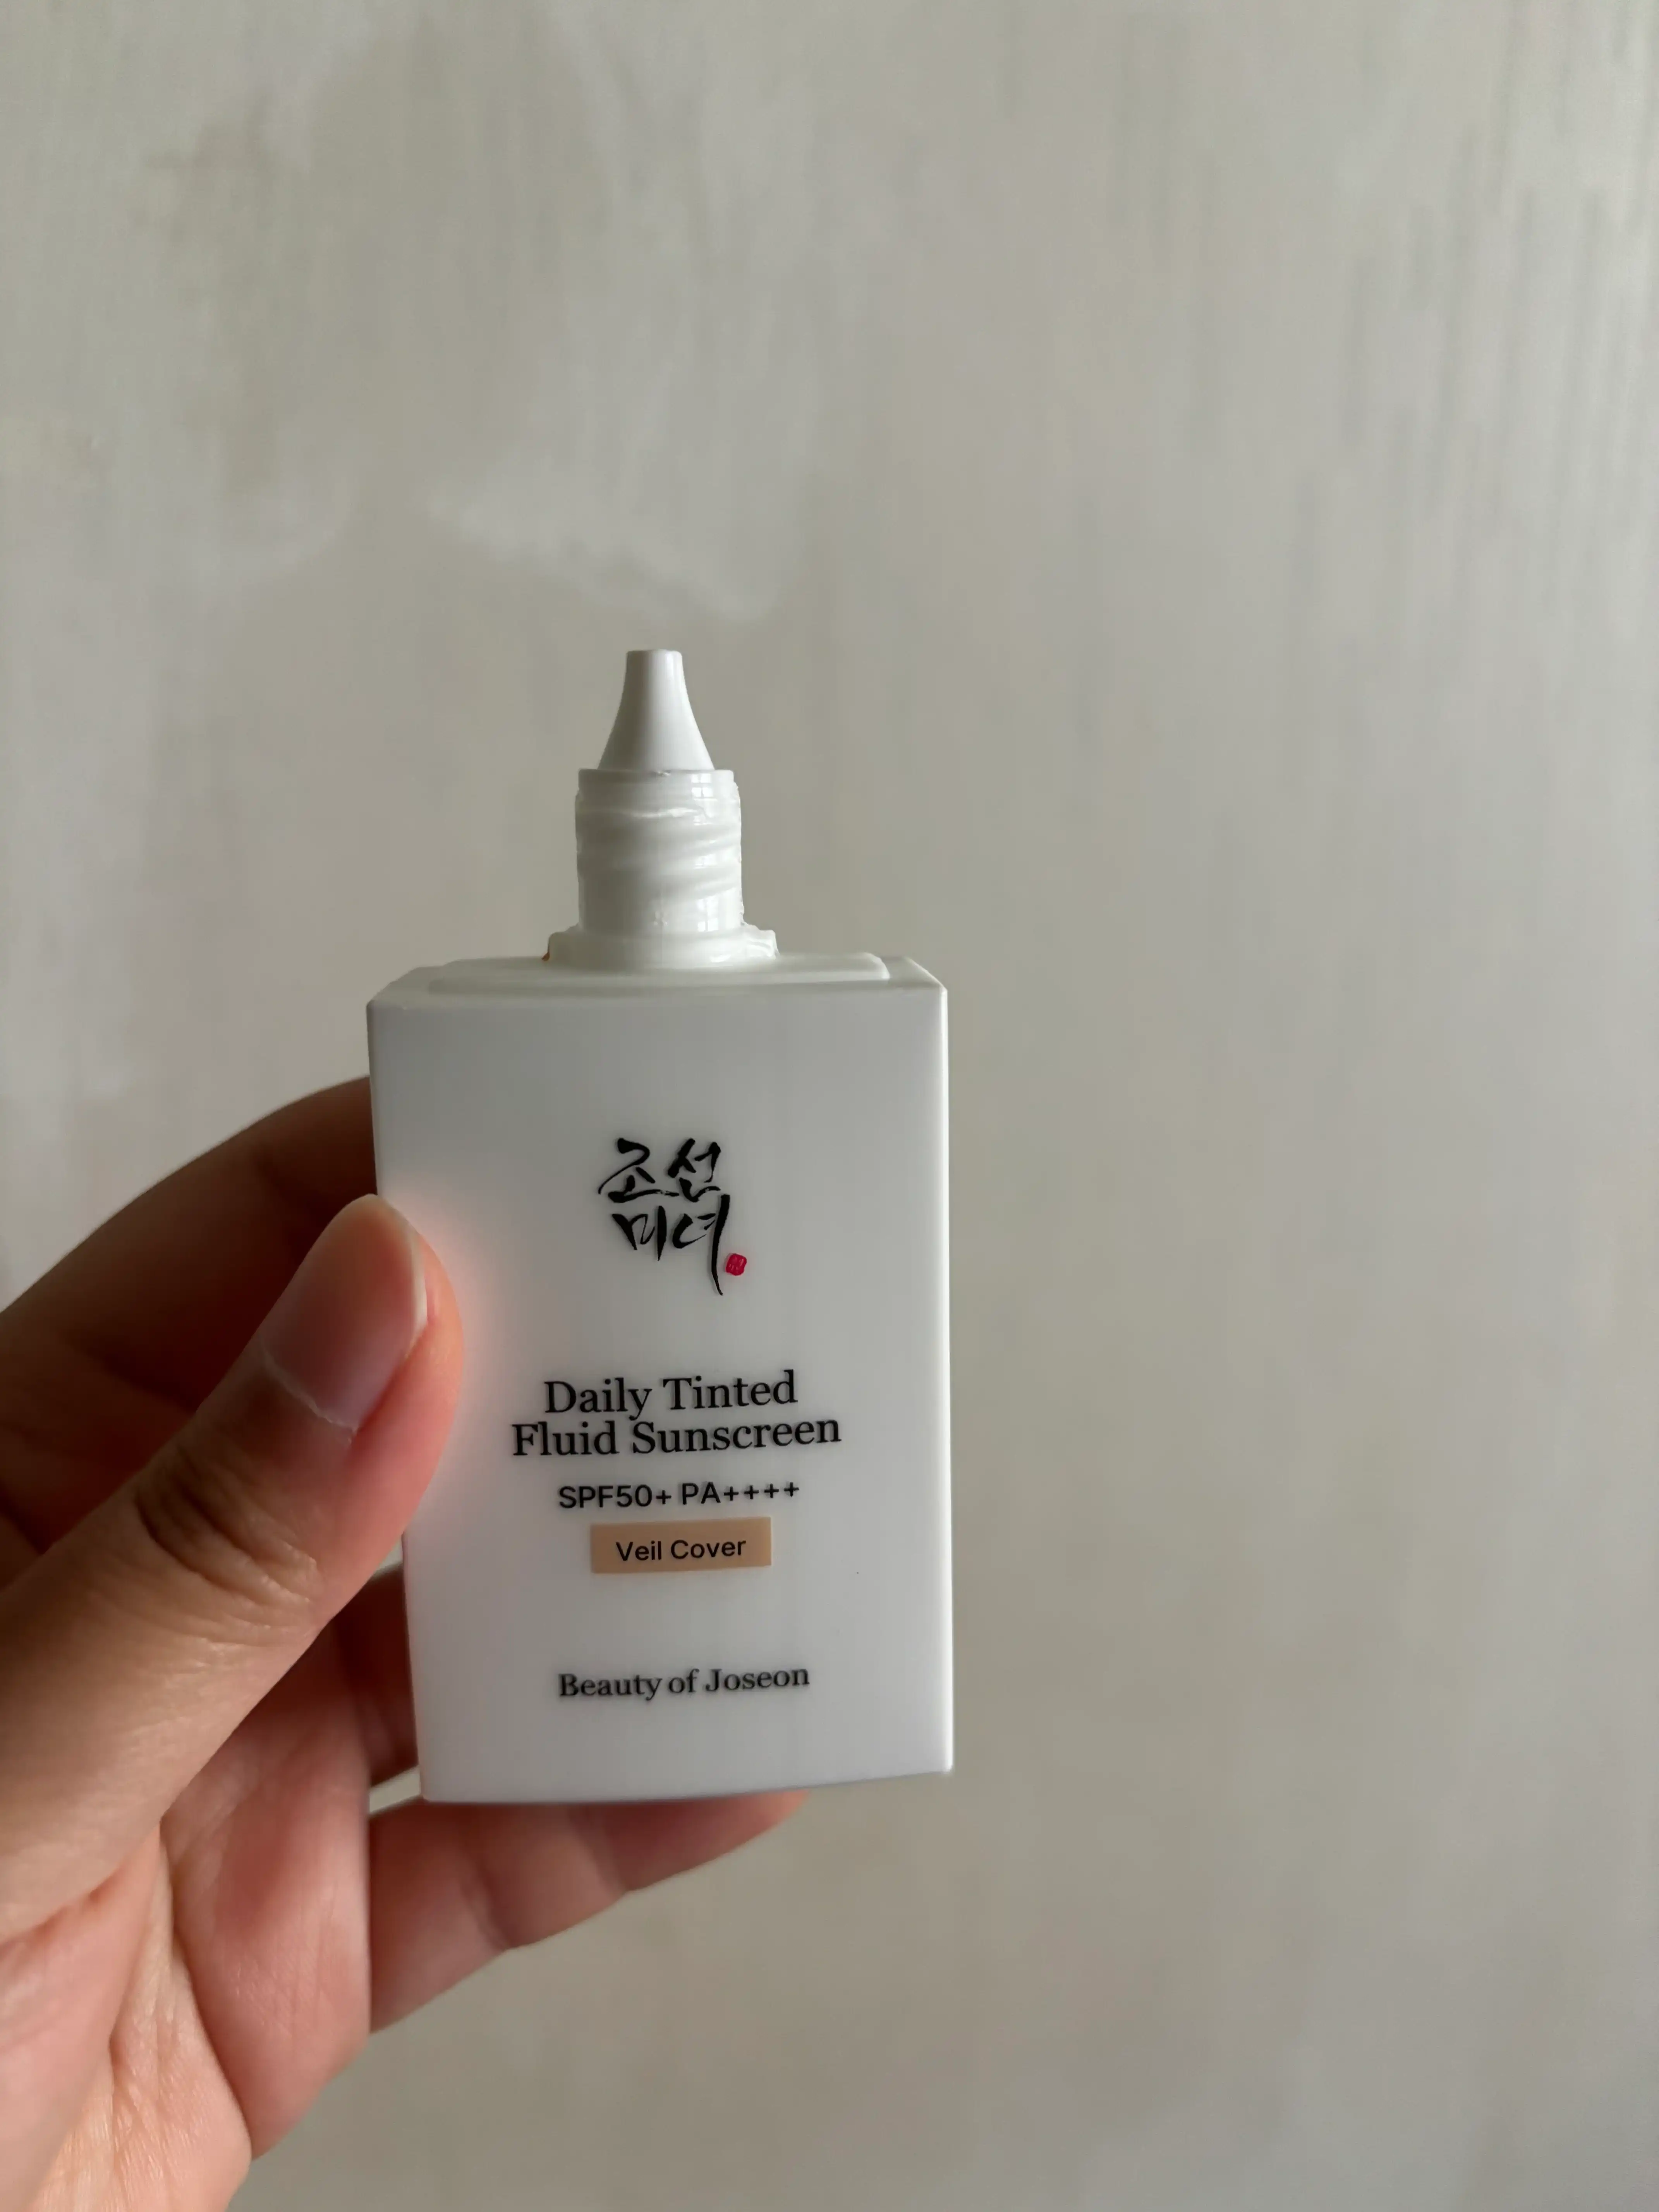 조선
미녀
Daily Tinted
Fluid Sunscreen
SPF50+ PA++++
Veil Cover
Beauty of Joseon